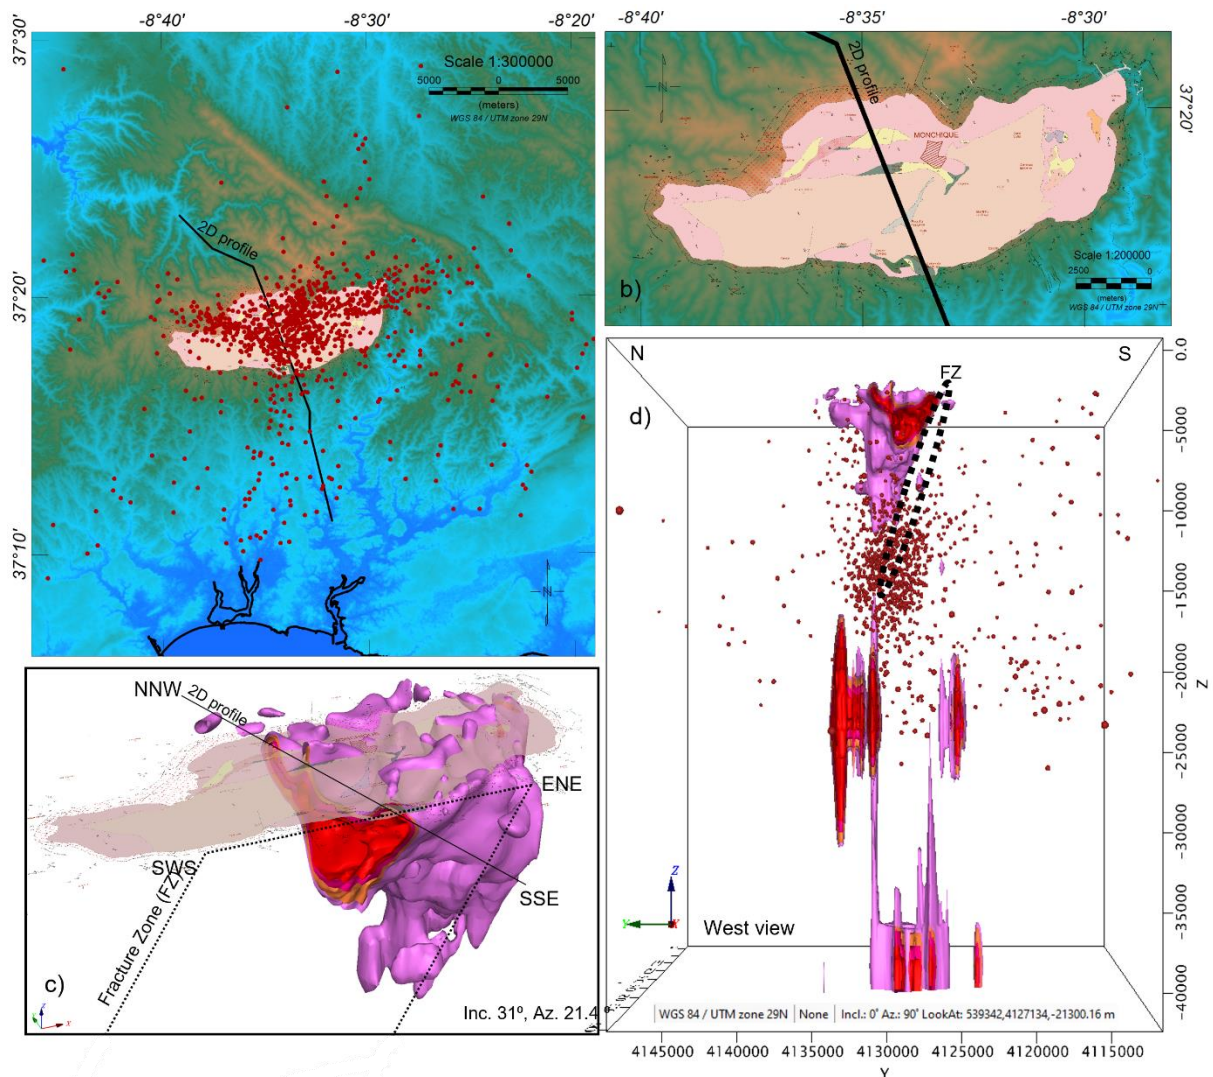 -8°40'
-8°30'
-8°20'
37°30'
37°20'
37°10'
Scale 1:300000
5000 0 5000
(meters)
WGS 84 / UTM zone 29N
2D profile
N
-8°40'
-8°35'
-8°30'
37°20'
2D profile
N
MONCHIQUE
b)
Scale 1:200000
2500 0
(meters)
WGS 84 / UTM zone 29N
NNW
2D profile
ENE
SWS
SSE
Fracture Zone (FZ)
c)
Inc. 31º, Az. 21.4
Z
Y
X
N
S
FZ
d)
0.0
-50000
-100000
-150000
-20000
-25000
-30000
-35000
-40000
Z
Z
Y
X
West view
WGS 84 / UTM zone 29N None Incl.: 0° Az.: 90° LookAt: 539342,4127134,-21300.16 m
4145000 4140000 4135000 4130000 4125000 4120000 4115000
Y